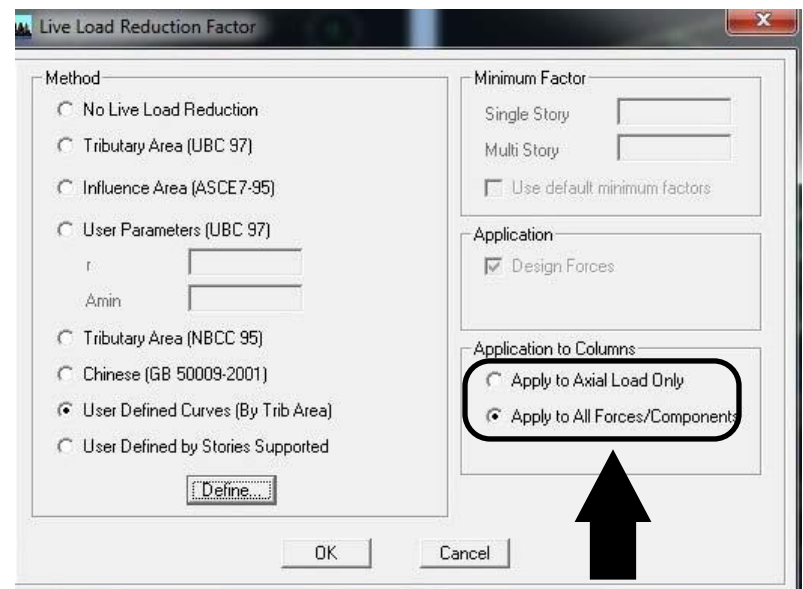 Live Load Reduction Factor
Method
No Live Load Reduction
Tributary Area (UBC 97)
Influence Area (ASCE7-95)
User Parameters (UBC 97)
r
Amin
Tributary Area (NBCC 95)
Chinese (GB 50009-2001)
User Defined Curves (By Trib Area)
User Defined by Stories Supported
Define...
Minimum Factor
Single Story
Multi Story
Use default minimum factors
Application
Design Forces
Application to Columns
Apply to Axial Load Only
Apply to All Forces/Components
OK
Cancel